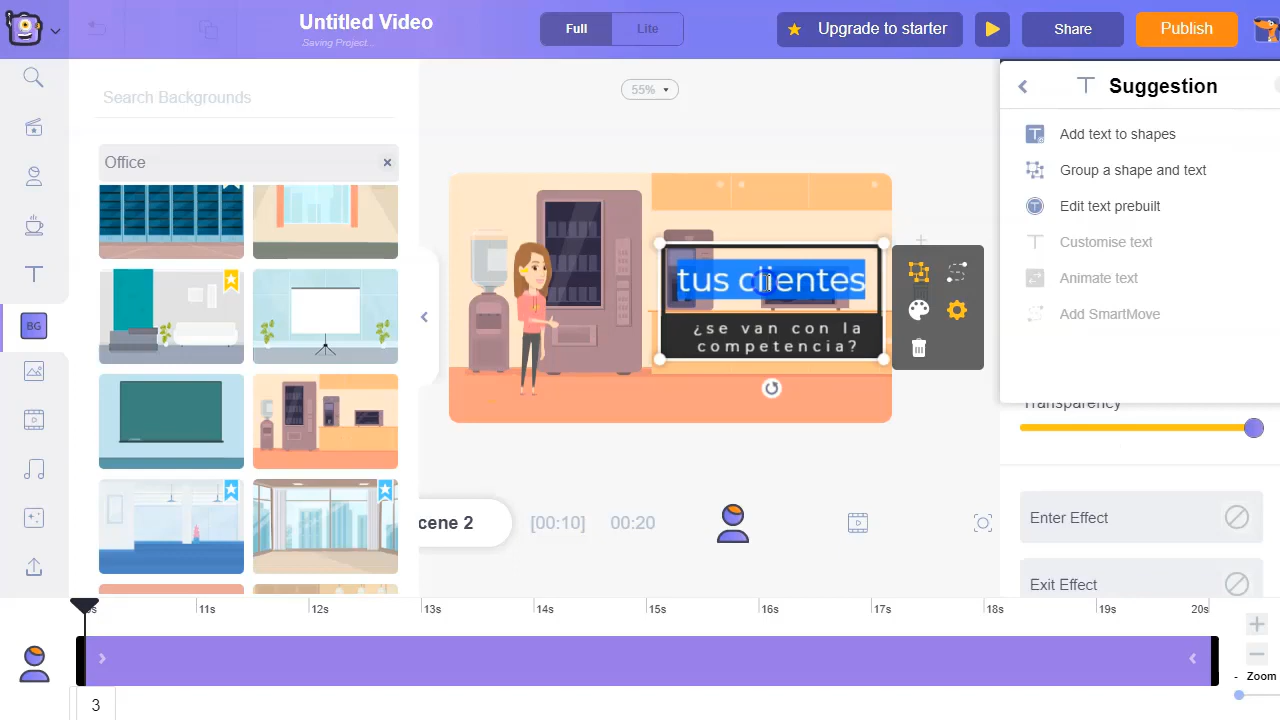 Untitled Video
Saving Project...
Full
Lite
Upgrade to starter
Share
Publish
Search Backgrounds
55%
Suggestion
Office
Add text to shapes
Group a shape and text
Edit text prebuilt
Customise text
Animate text
Add SmartMove
tus clientes
¿se van con la
competencia?
BG
Transparency
cene 2
[00:10]
00:20
Enter Effect
Exit Effect
11s
12s
13s
14s
15s
16s
17s
18s
19s
20s
- Zoom
3